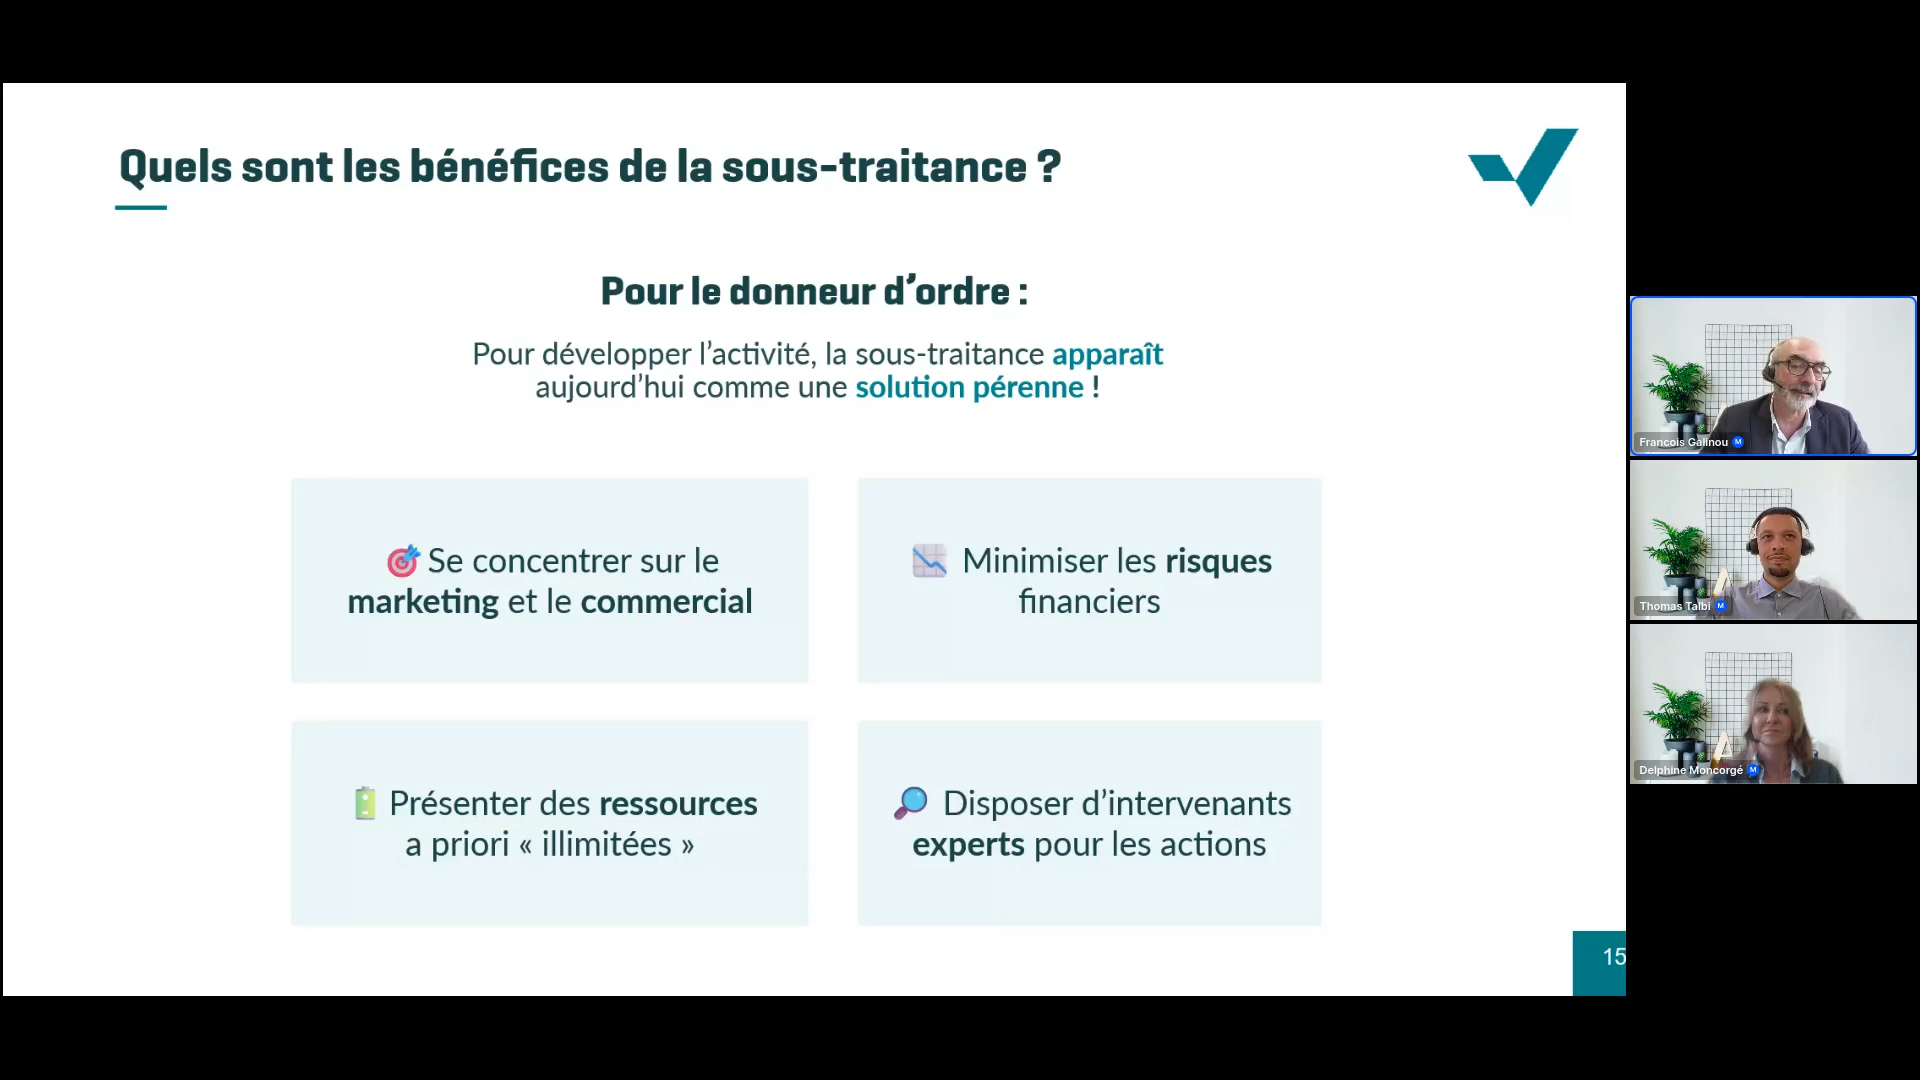 Quels sont les bénéfices de la sous-traitance ?
Pour le donneur d’ordre :
Pour développer l’activité, la sous-traitance apparaît
aujourd’hui comme une solution pérenne !
Se concentrer sur le
marketing et le commercial
Minimiser les risques
financiers
Présenter des ressources
a priori « illimitées »
Disposer d’intervenants
experts pour les actions
15
Francois Galinou M
Thomas Talbi M
Delphine Moncorgé M